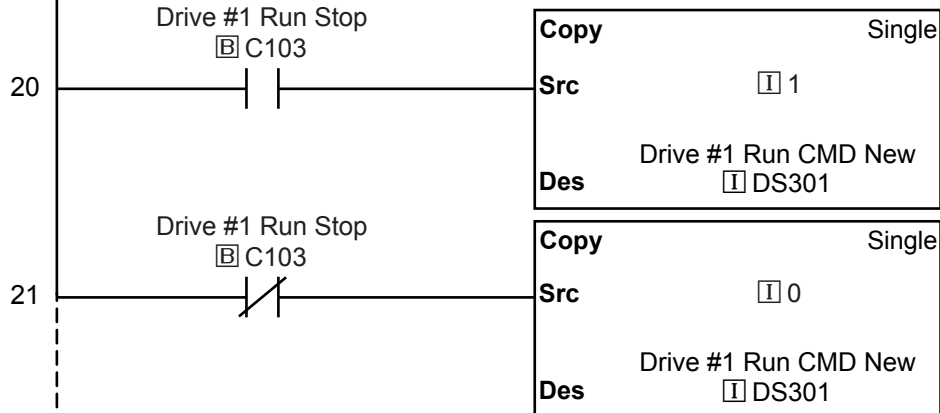 Drive #1 Run Stop
B C103
20
Copy Single
Src I 1
Drive #1 Run CMD New
Des I DS301
Drive #1 Run Stop
B C103
21
Copy Single
Src I 0
Drive #1 Run CMD New
Des I DS301